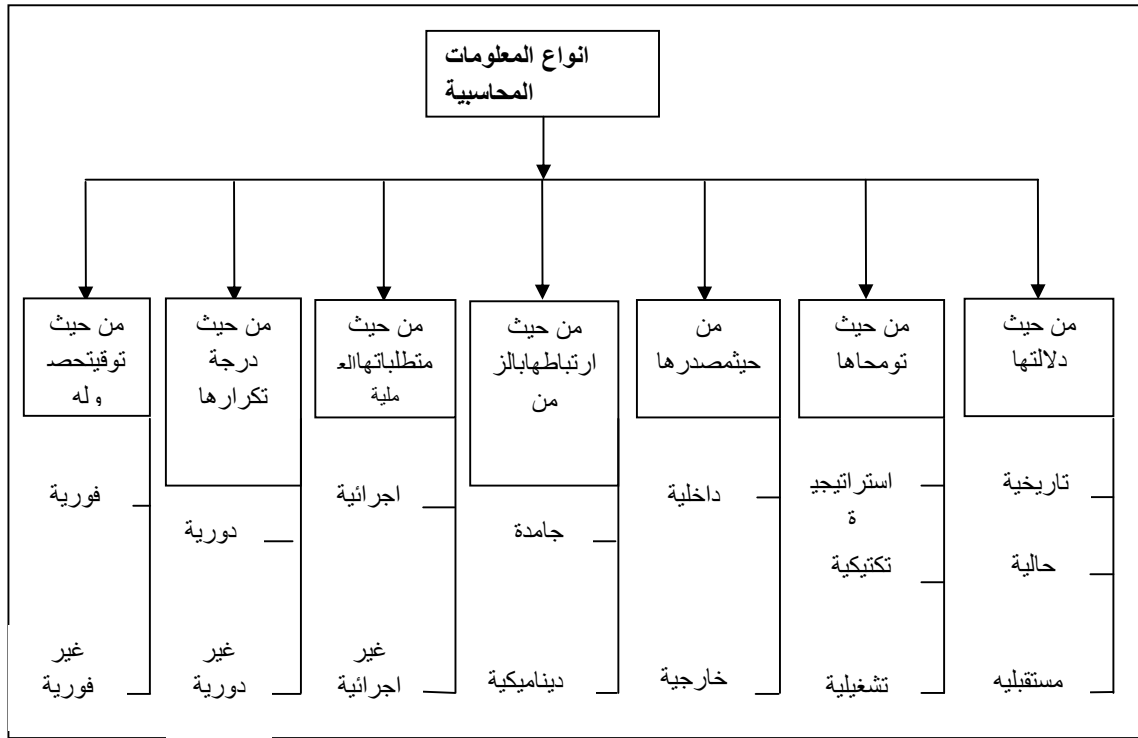 انواع المعلومات
المحاسبية
من حيث
دلالتها
تاريخية
حالية
مستقبليه
من حيث
تومحاها
استراتيجي
ة
تكتيكية
تشغيلية
من
حيثمصدرها
داخلية
خارجية
من حيث
ارتباطهابالز
من
جامدة
ديناميكية
من حيث
متطلباتهاالع
ملية
اجرائية
غير
اجرائية
من حيث
درجة
تكرارها
دورية
غير
دورية
من حيث
توقيتحص
وله
فورية
غير
فورية